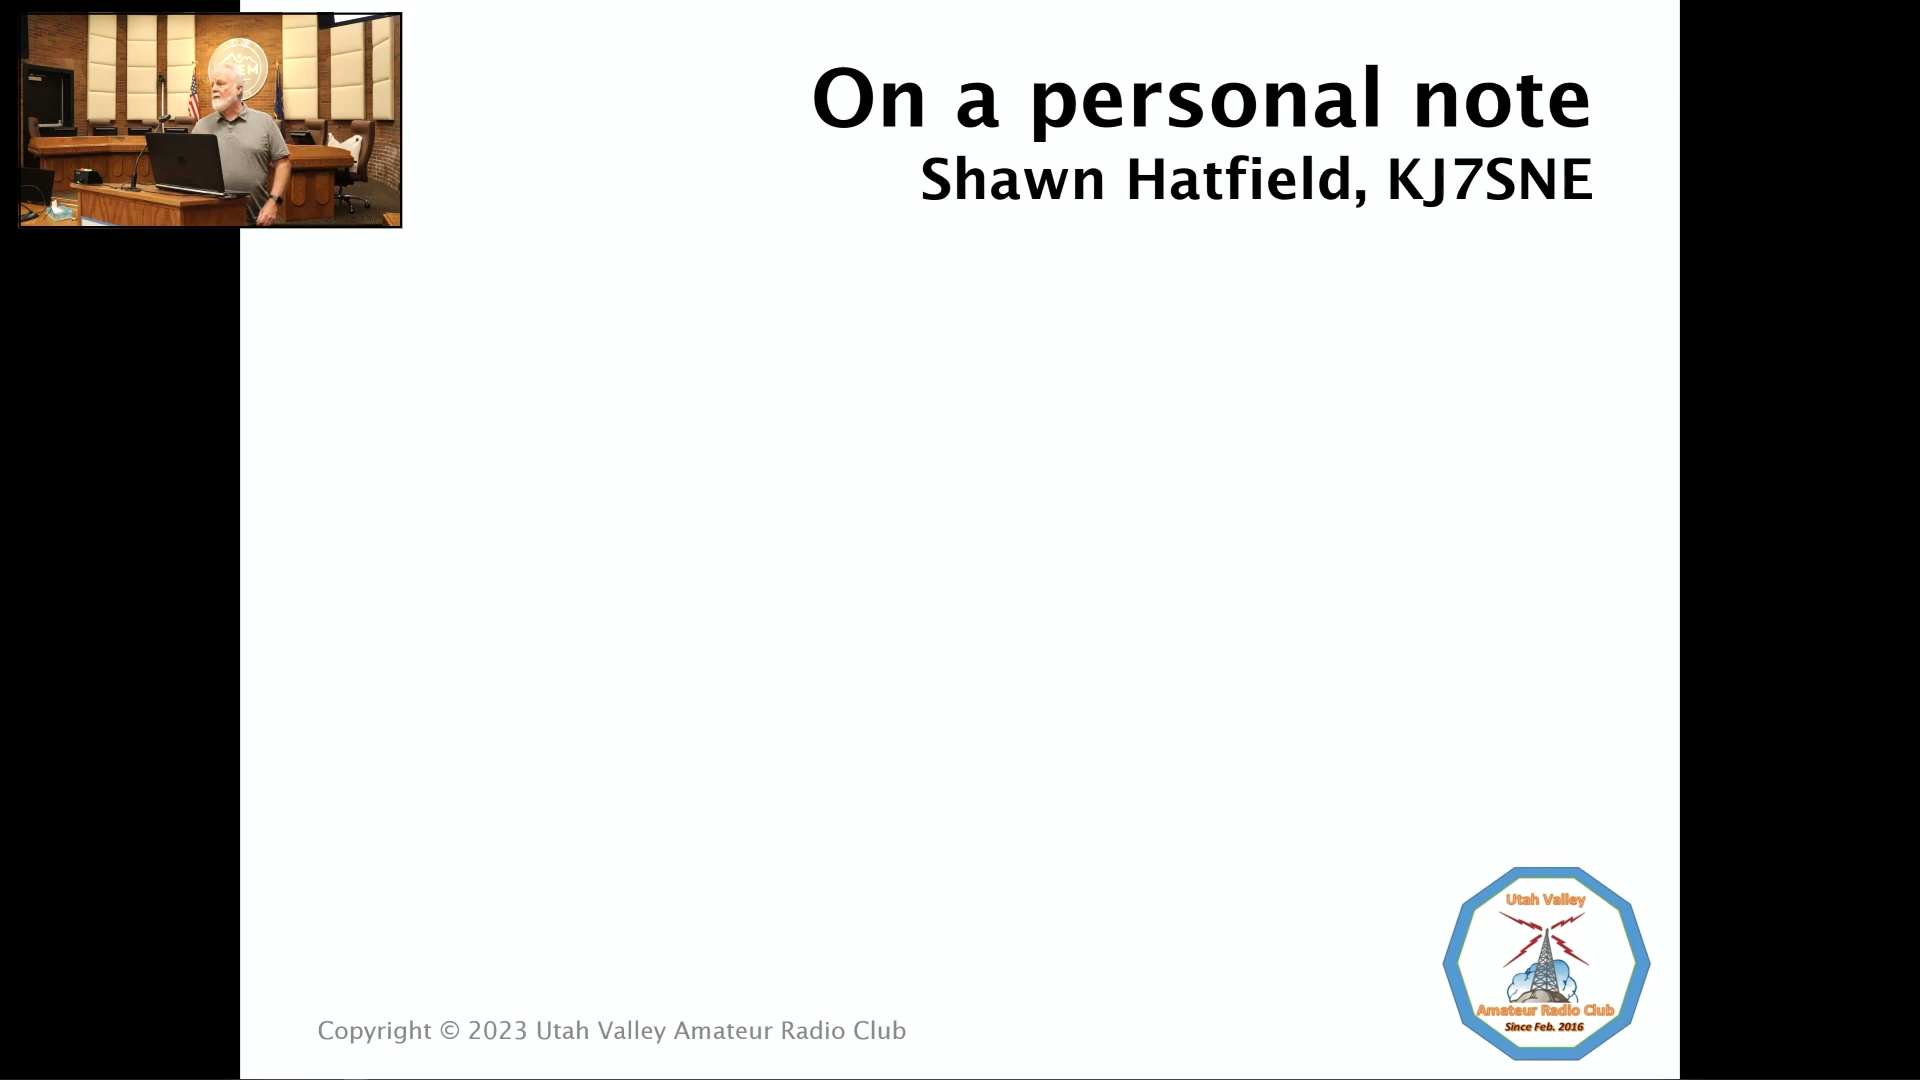 On a personal note
Shawn Hatfield, KJ7SNE
Utah Valley
Amateur Radio Club
Since Feb. 2016
Copyright © 2023 Utah Valley Amateur Radio Club